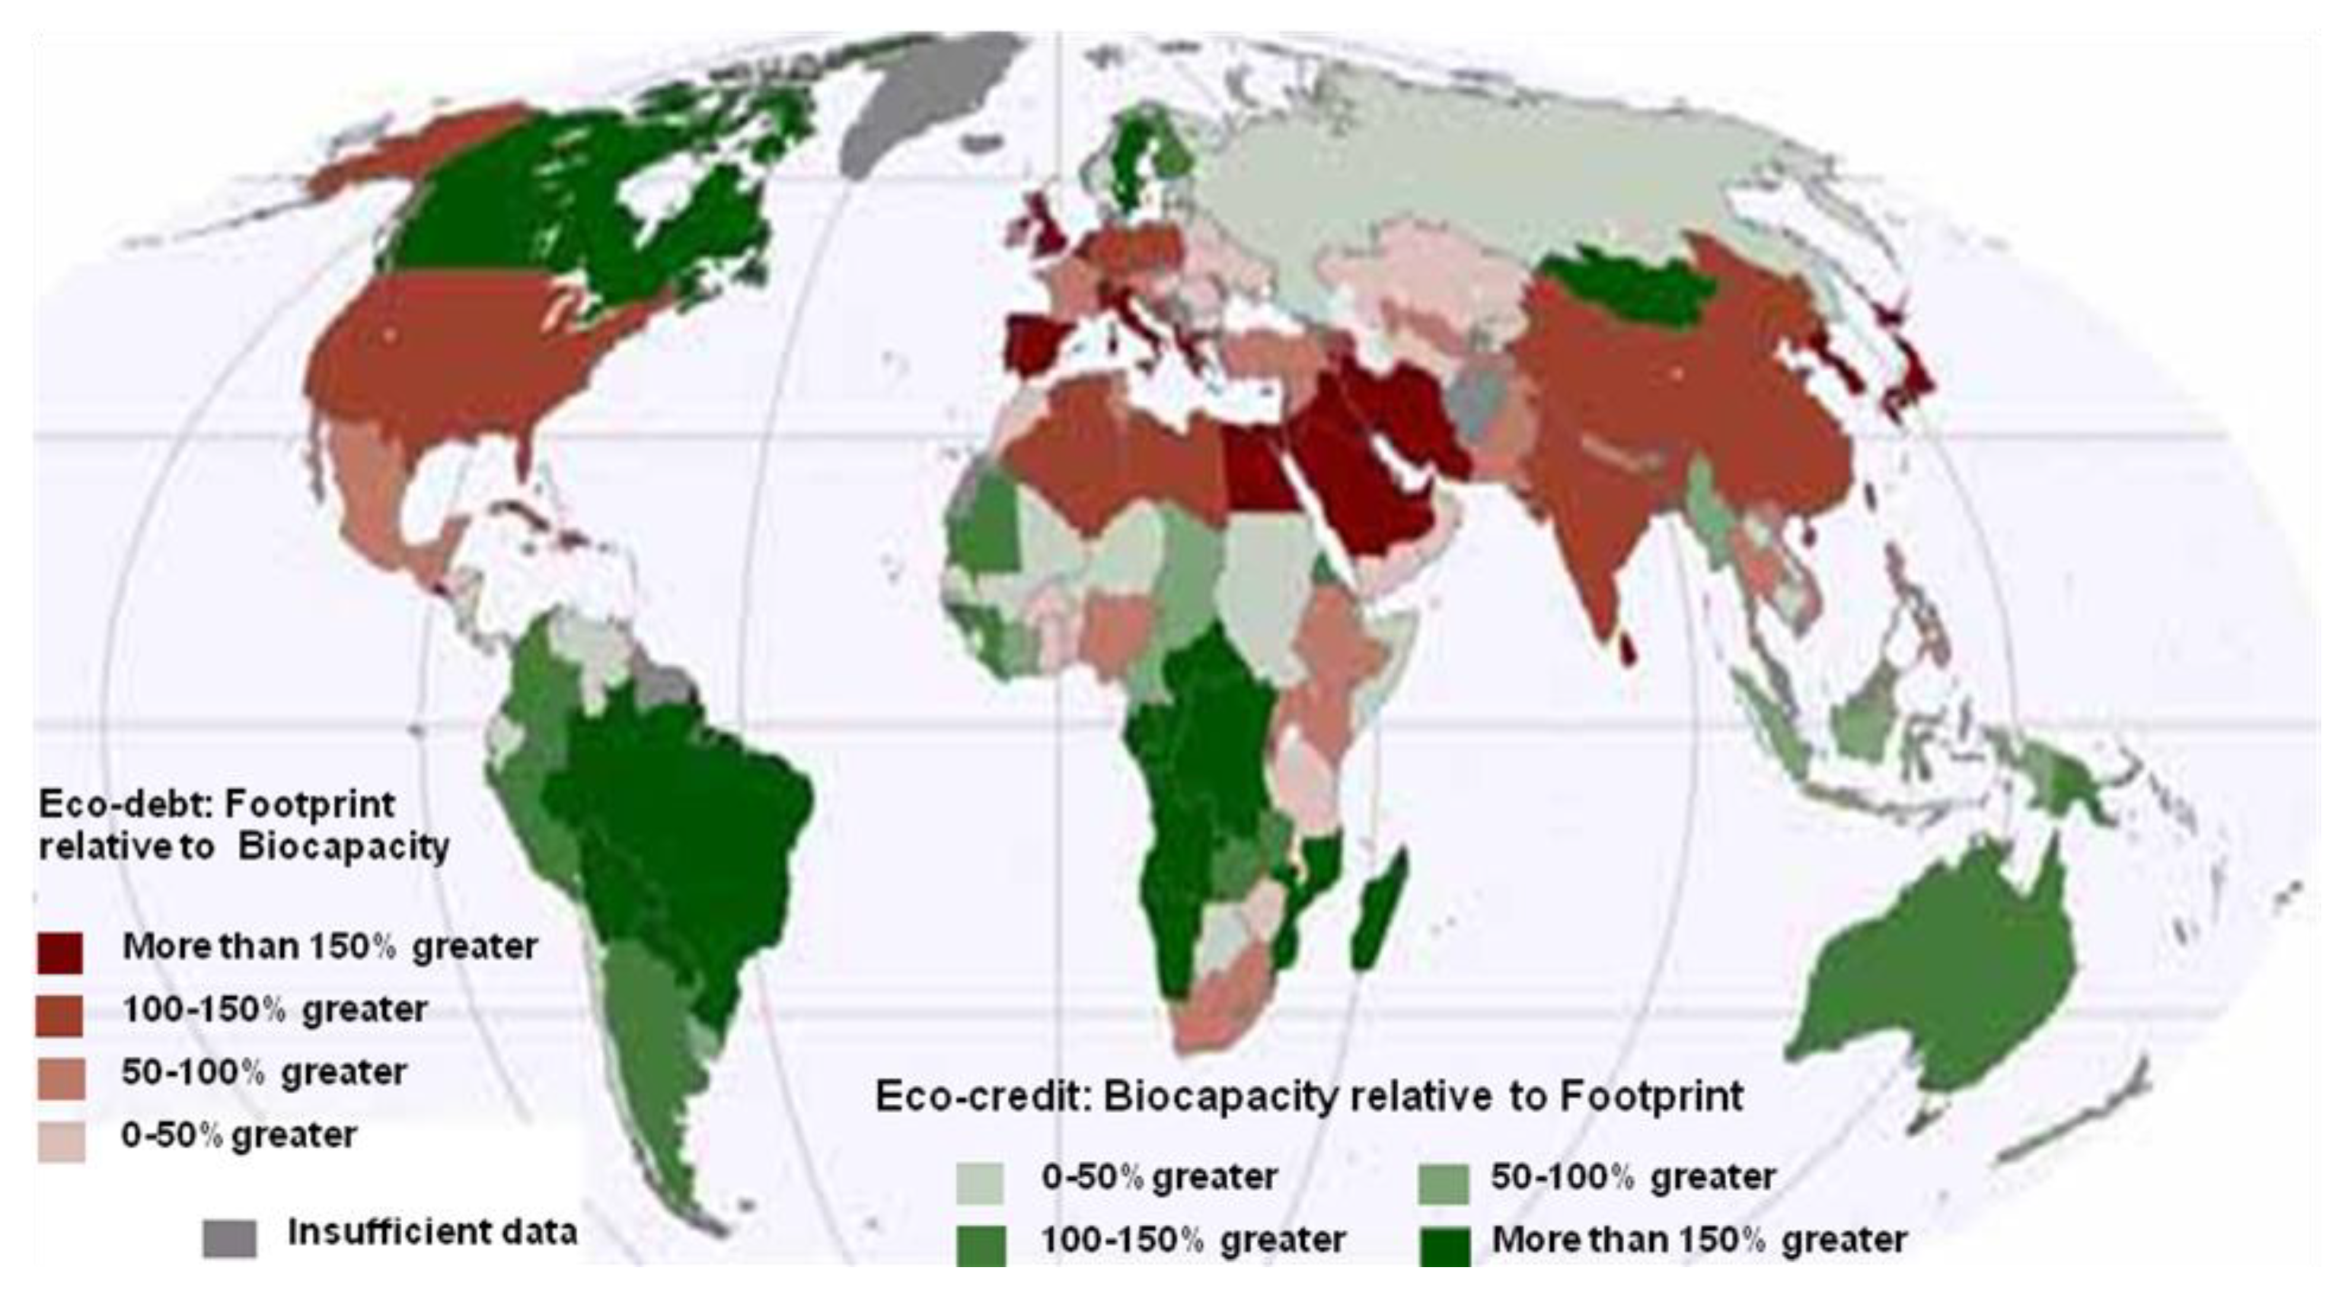 Eco-debt: Footprint
relative to Biocapacity
More than 150% greater
100-150% greater
50-100% greater
0-50% greater
Insufficient data
Eco-credit: Biocapacity relative to Footprint
0-50% greater
50-100% greater
100-150% greater
More than 150% greater